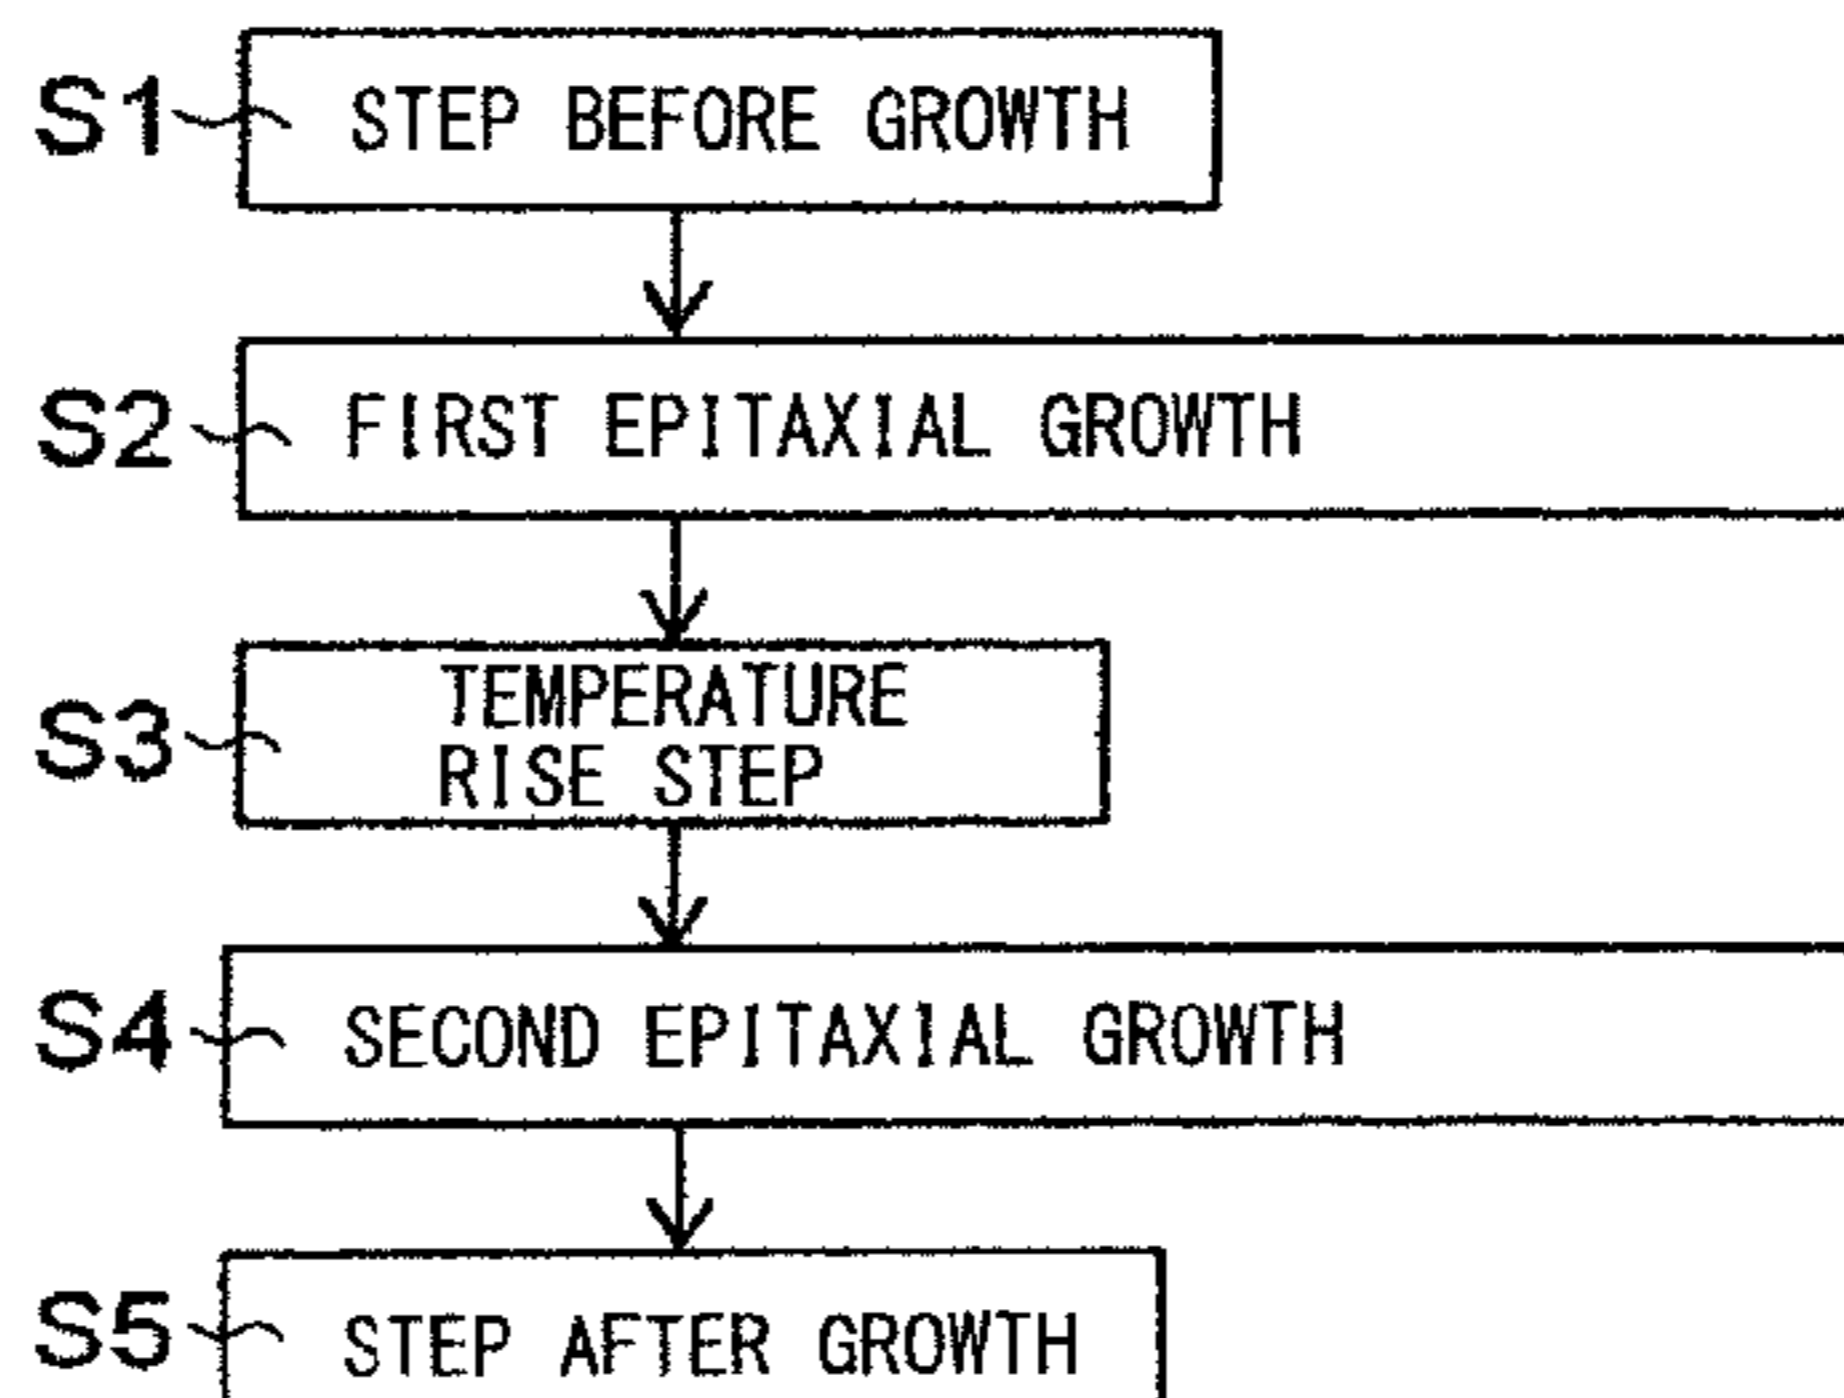 S1 STEP BEFORE GROWTH
S2 FIRST EPITAXIAL GROWTH
S3 TEMPERATURE
RISE STEP
S4 SECOND EPITAXIAL GROWTH
S5 STEP AFTER GROWTH